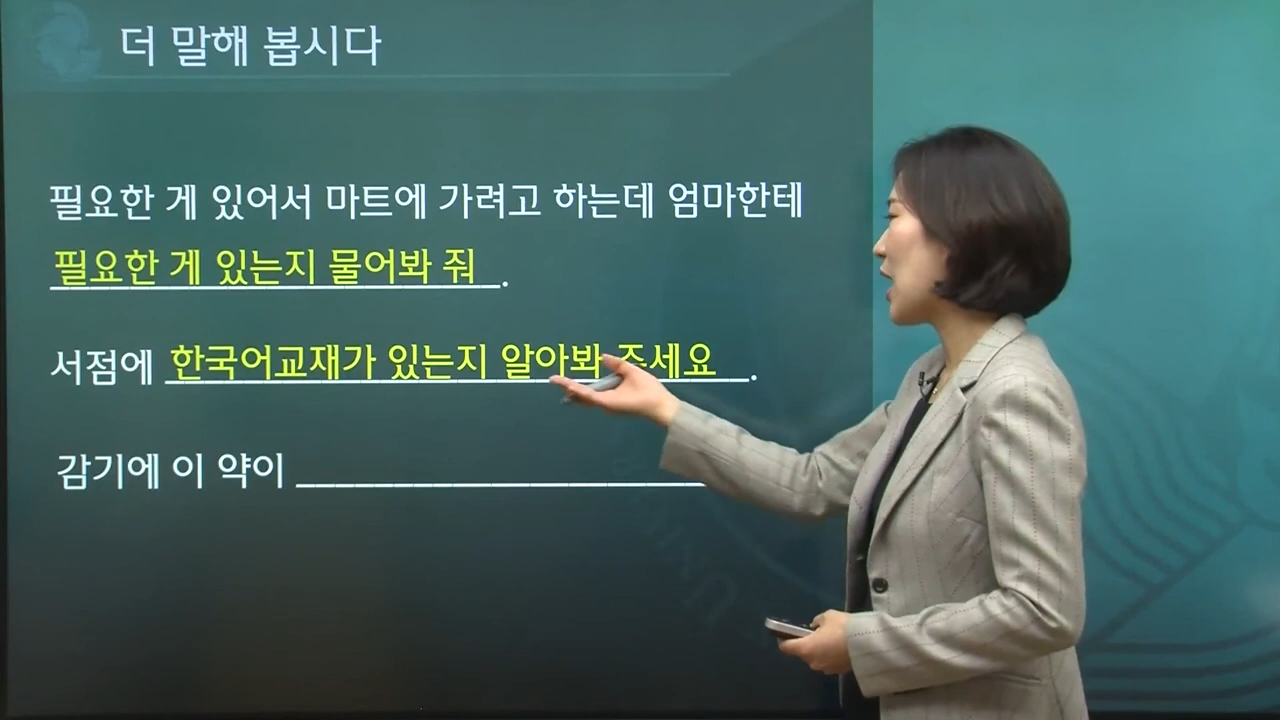 더 말해 봅시다
필요한 게 있어서 마트에 가려고 하는데 엄마한테
필요한 게 있는지 물어봐 줘.
서점에 한국어교재가 있는지 알아봐 주세요.
감기에 이 약이